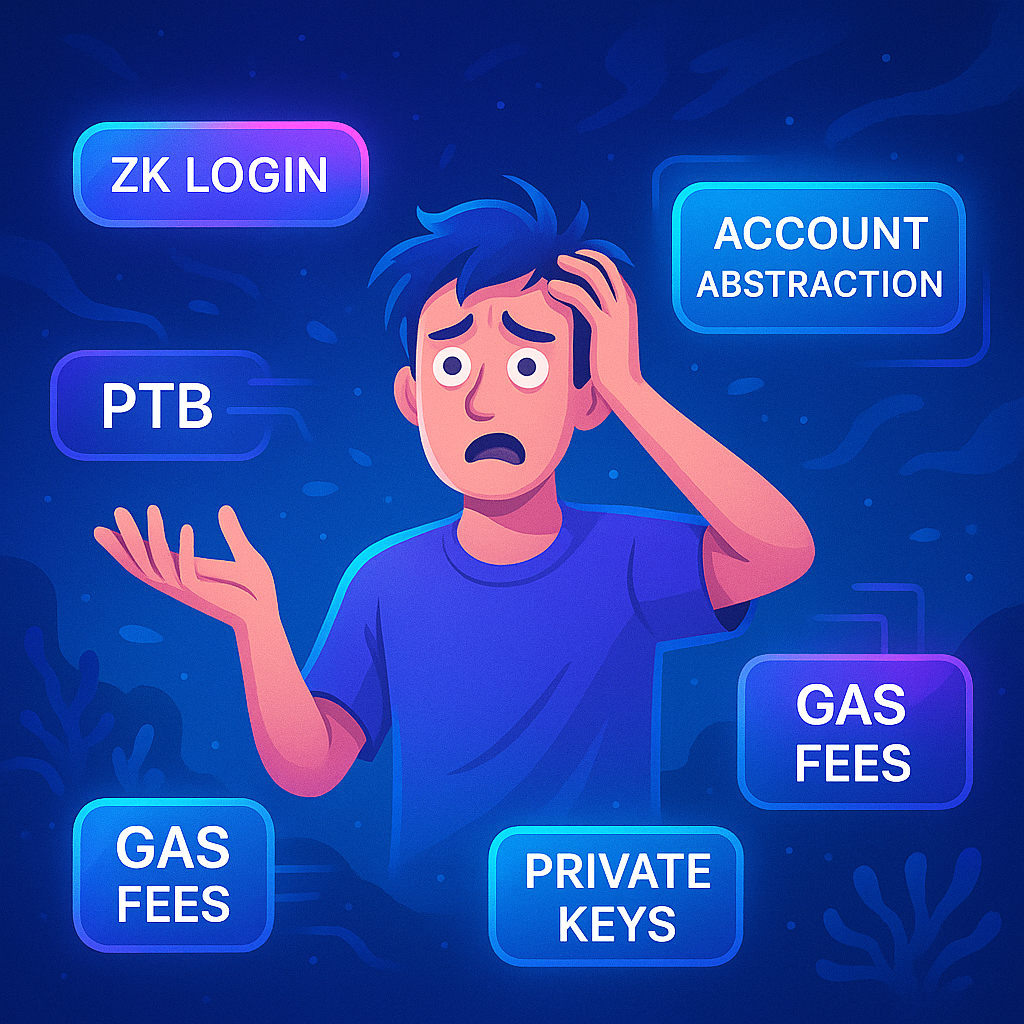 ZK LOGIN
ACCOUNT
ABSTRACTION
PTB
GAS
FEES
GAS
FEES
PRIVATE
KEYS